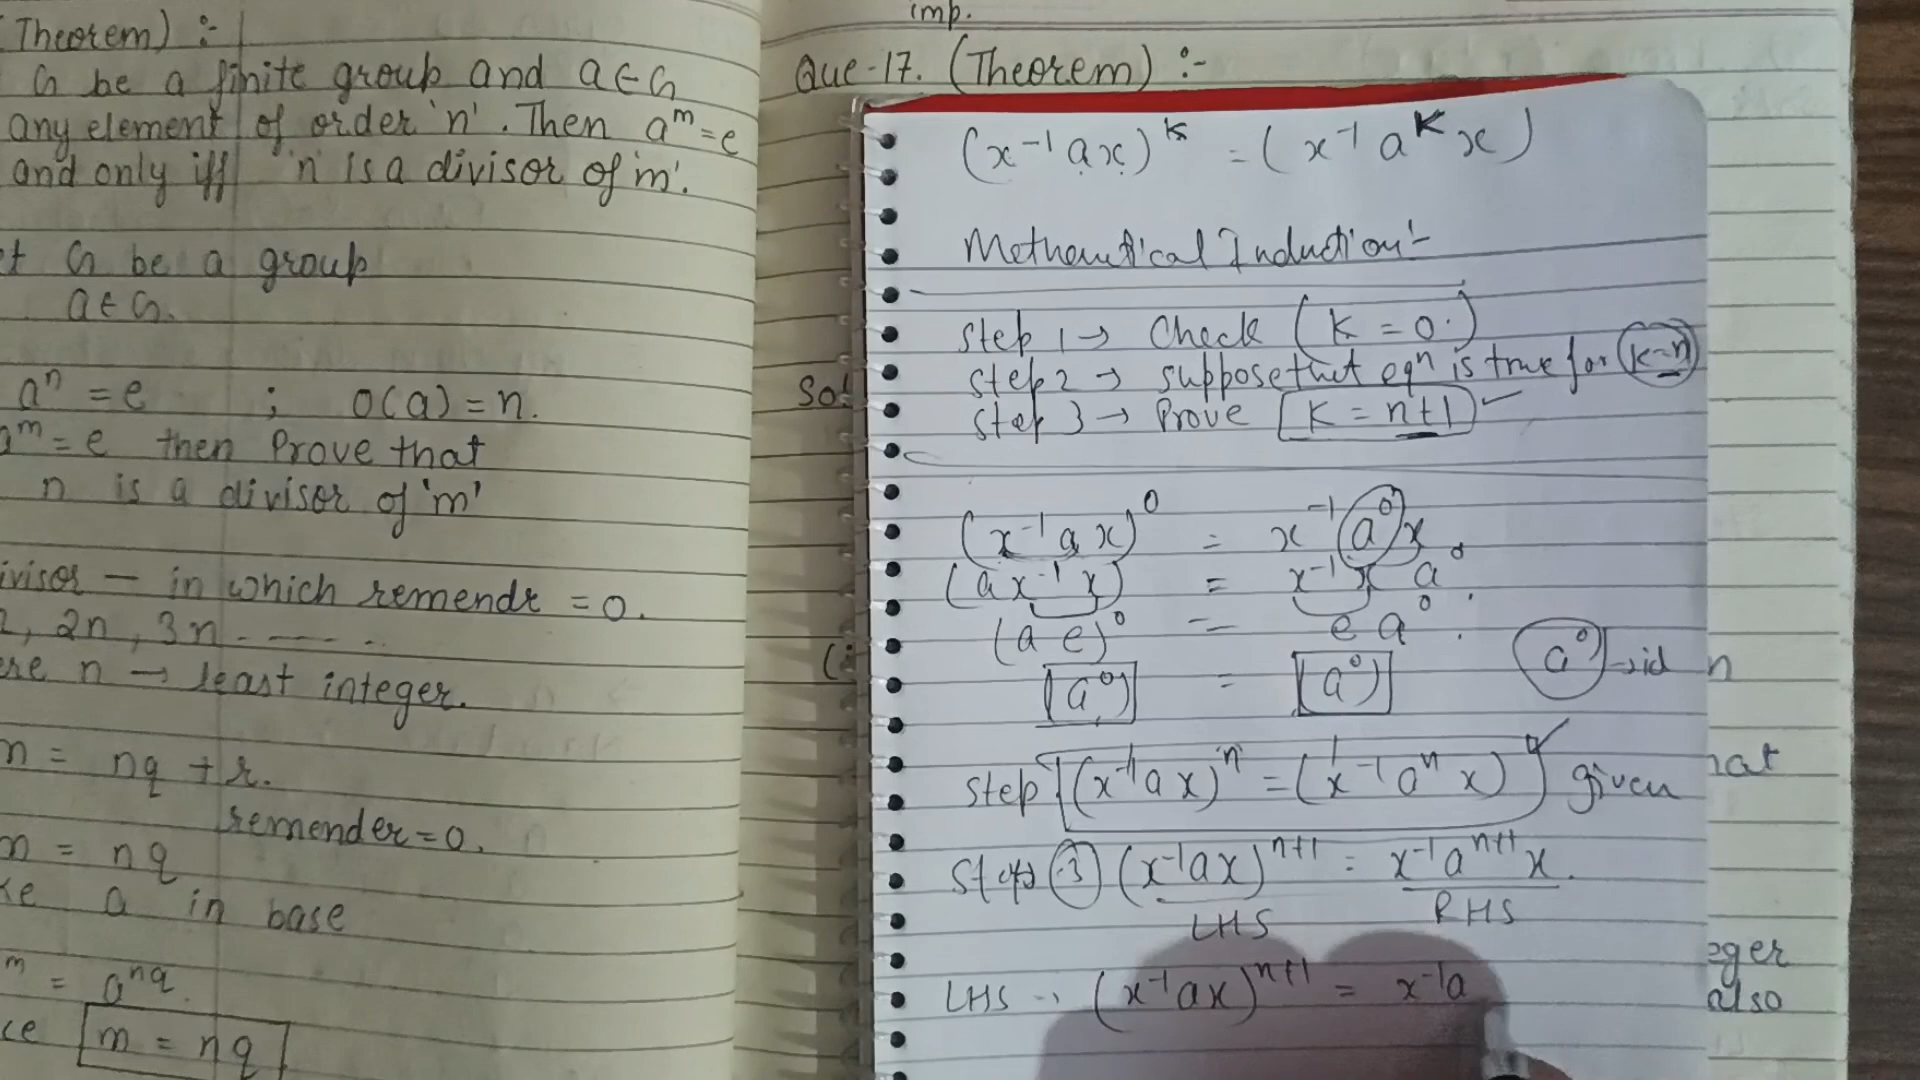 Theorem) :-
G be a finite group and a ∈ G
any element of order 'n'. Then a^m = e
and only iff 'n' is a divisor of 'm'.
G be a group
a ∈ G.
a^n = e ; O(a) = n.
a^m = e then Prove that
n is a divisor of 'm'
ivisor — in which remendr = 0.
, 2n, 3n - — ..
ere n → least integer.
m = nq + r.
remender = 0.
m = nq
ke a in base
m = a^nq.
ce m = nq
imp.
Que-17. (Theorem) :-
(x^-1 a x)^k = (x^-1 a^k x)
Methemetical Induction :-
Step 1 → Check (K = 0.)
Step 2 → suppose that eq^n is true for (k=n)
Step 3 → Prove [K = n+1]
Sol
(x^-1 a x)^0 = x^-1 a^0 x
(a x^-1 x)^0 = x^-1 x a^0.
(a e)^0 = e a^0.
(a^0) = (a^0) a^0 → id n
Step (x^-1 a x)^n = (x^-1 a^n x) given
hat
Step (3) (x^-1 a x)^n+1 = x^-1 a^n+1 x.
LHS RHS
eger
LHS → (x^-1 a x)^n+1 = x^-1 a
also